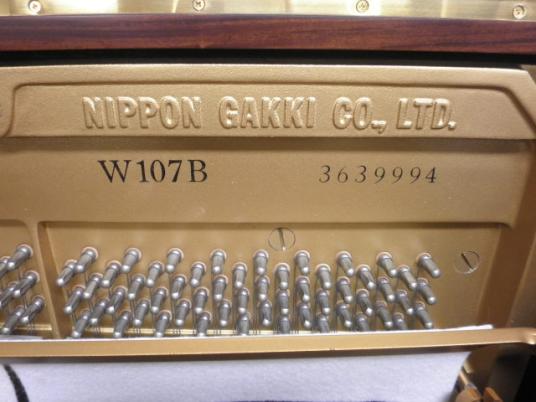 NIPPON GAKKI CO., LTD.
W107B 3639994